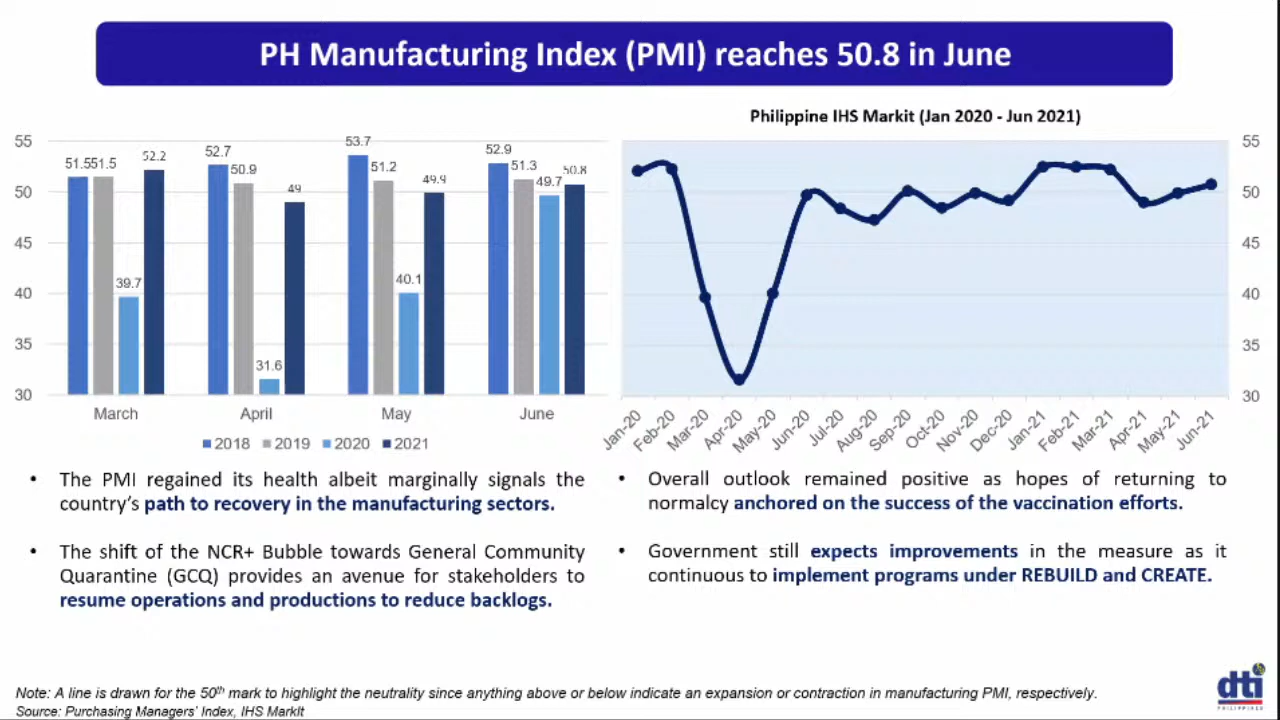 PH Manufacturing Index (PMI) reaches 50.8 in June
55
50
45
40
35
30
51.5 51.5 39.7 52.2
52.7 50.9 31.6 49
53.7 51.2 40.1 49.9
52.9 51.3 49.7 50.8
March April May June
2018 2019 2020 2021
Philippine IHS Markit (Jan 2020 - Jun 2021)
55
50
45
40
35
30
Jan-20 Feb-20 Mar-20 Apr-20 May-20 Jun-20 Jul-20 Aug-20 Sep-20 Oct-20 Nov-20 Dec-20 Jan-21 Feb-21 Mar-21 Apr-21 May-21 Jun-21
• The PMI regained its health albeit marginally signals the
country's path to recovery in the manufacturing sectors.
• The shift of the NCR+ Bubble towards General Community
Quarantine (GCQ) provides an avenue for stakeholders to
resume operations and productions to reduce backlogs.
• Overall outlook remained positive as hopes of returning to
normalcy anchored on the success of the vaccination efforts.
• Government still expects improvements in the measure as it
continuous to implement programs under REBUILD and CREATE.
Note: A line is drawn for the 50th mark to highlight the neutrality since anything above or below indicate an expansion or contraction in manufacturing PMI, respectively.
Source: Purchasing Managers' Index, IHS MarkIt
dti
PHILIPPINES